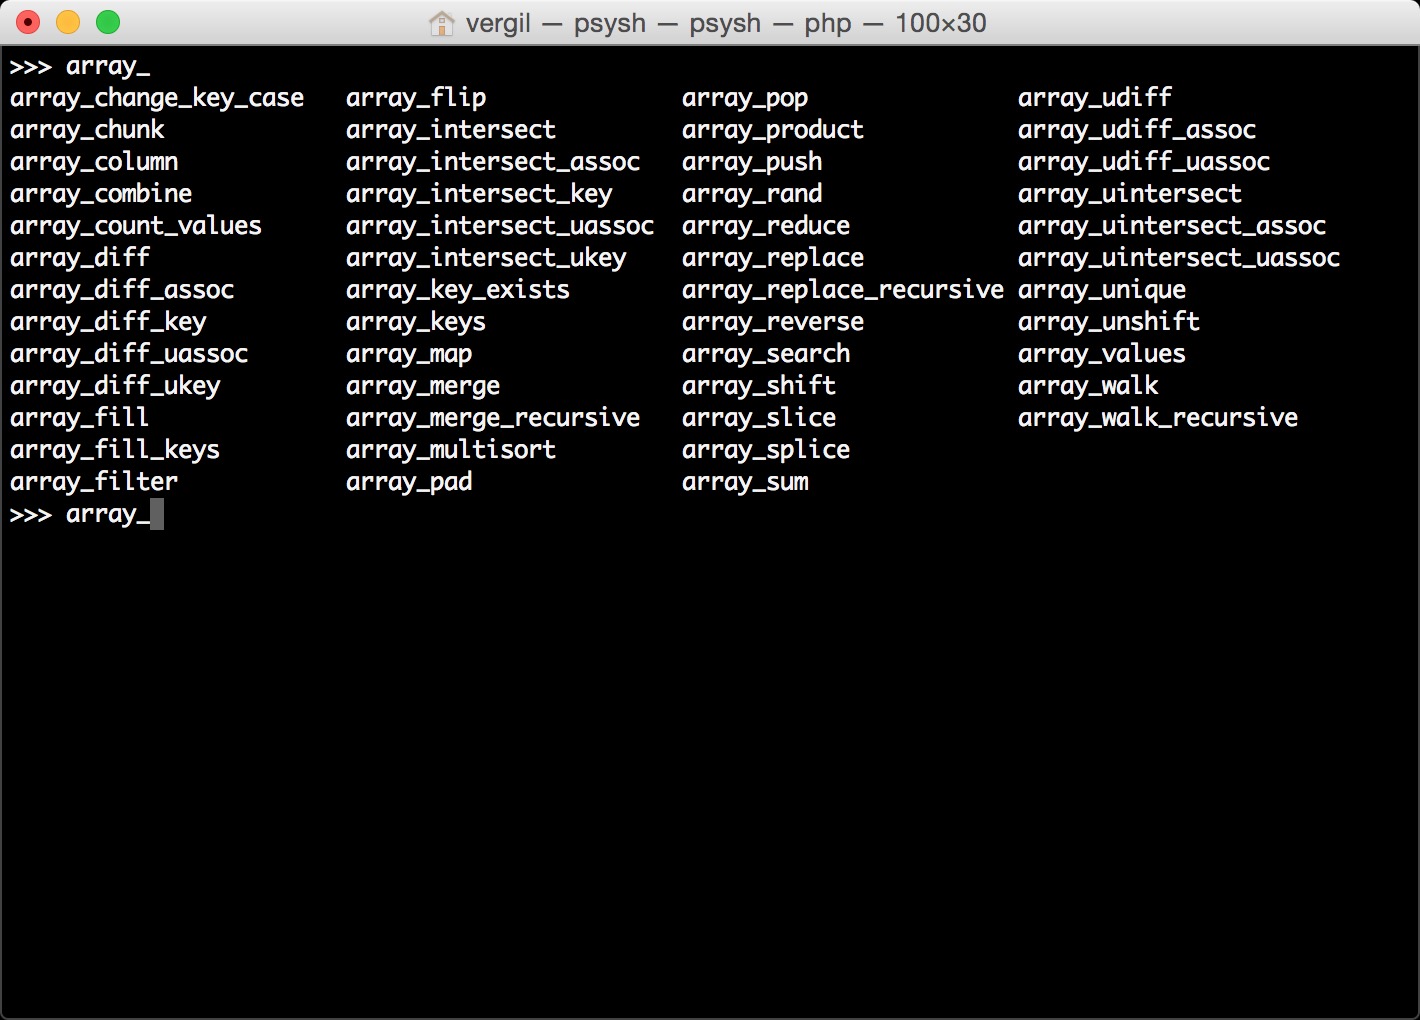 vergil — psysh — psysh — php — 100×30
>>> array_
array_change_key_case   array_flip              array_pop               array_udiff
array_chunk             array_intersect         array_product           array_udiff_assoc
array_column            array_intersect_assoc   array_push              array_udiff_uassoc
array_combine           array_intersect_key     array_rand              array_uintersect
array_count_values      array_intersect_uassoc  array_reduce            array_uintersect_assoc
array_diff              array_intersect_ukey    array_replace           array_uintersect_uassoc
array_diff_assoc        array_key_exists        array_replace_recursive array_unique
array_diff_key          array_keys              array_reverse           array_unshift
array_diff_uassoc       array_map               array_search            array_values
array_diff_ukey         array_merge             array_shift             array_walk
array_fill              array_merge_recursive   array_slice             array_walk_recursive
array_fill_keys         array_multisort         array_splice
array_filter            array_pad               array_sum
>>> array_